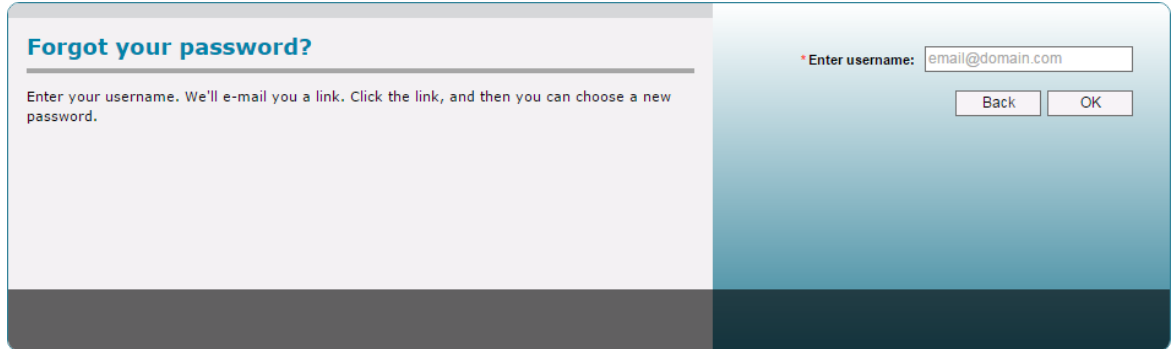 Forgot your password?
Enter your username. We'll e-mail you a link. Click the link, and then you can choose a new
password.
* Enter username: email@domain.com
Back OK